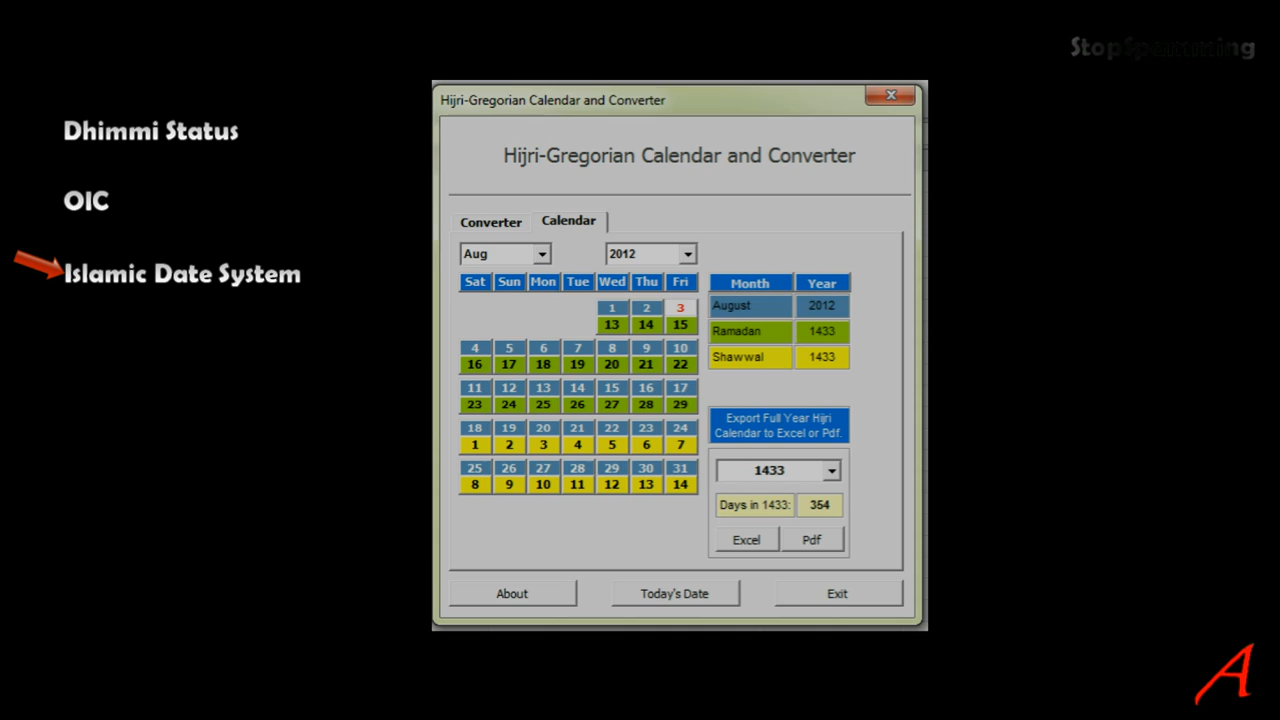 StopSpamming
Dhimmi Status
OIC
Islamic Date System
Hijri-Gregorian Calendar and Converter
Hijri-Gregorian Calendar and Converter
Converter Calendar
Aug 2012
Sat Sun Mon Tue Wed Thu Fri
1 2 3
13 14 15
4 5 6 7 8 9 10
16 17 18 19 20 21 22
11 12 13 14 15 16 17
23 24 25 26 27 28 29
18 19 20 21 22 23 24
1 2 3 4 5 6 7
25 26 27 28 29 30 31
8 9 10 11 12 13 14
Month Year
August 2012
Ramadan 1433
Shawwal 1433
Export Full Year Hijri
Calendar to Excel or Pdf.
1433
Days in 1433: 354
Excel Pdf
About Today's Date Exit
A